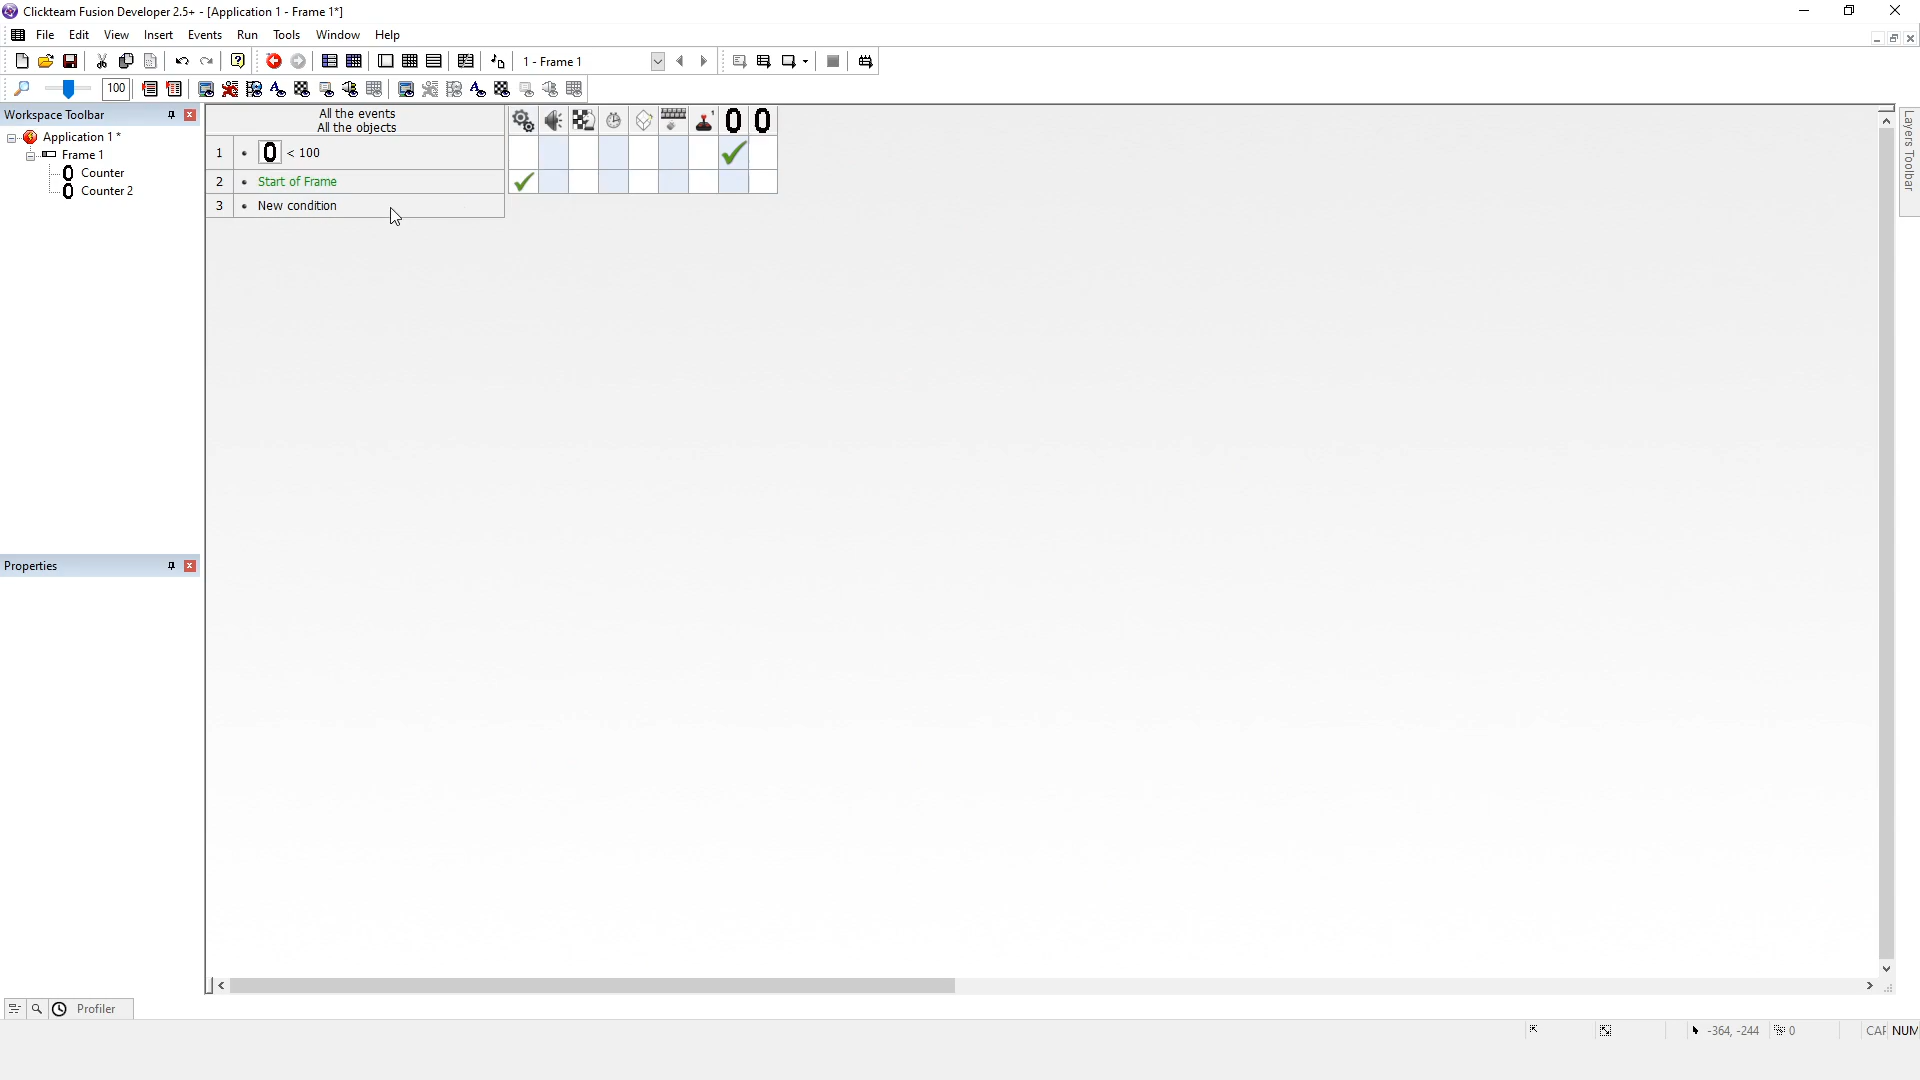 Clickteam Fusion Developer 2.5+ - [Application 1 - Frame 1*]
File Edit View Insert Events Run Tools Window Help
1 - Frame 1
100
Workspace Toolbar
Application 1 *
Frame 1
Counter
Counter 2
Properties
All the events
All the objects
1 • 0 < 100
2 • Start of Frame
3 • New condition
0 0
Layers Toolbar
Profiler
-364, -244 0 CAP NUM